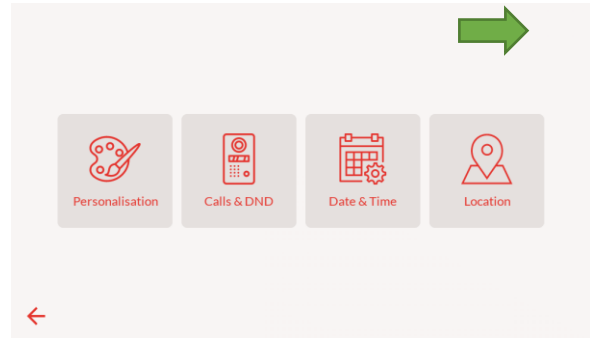 Personalisation
Calls & DND
Date & Time
Location